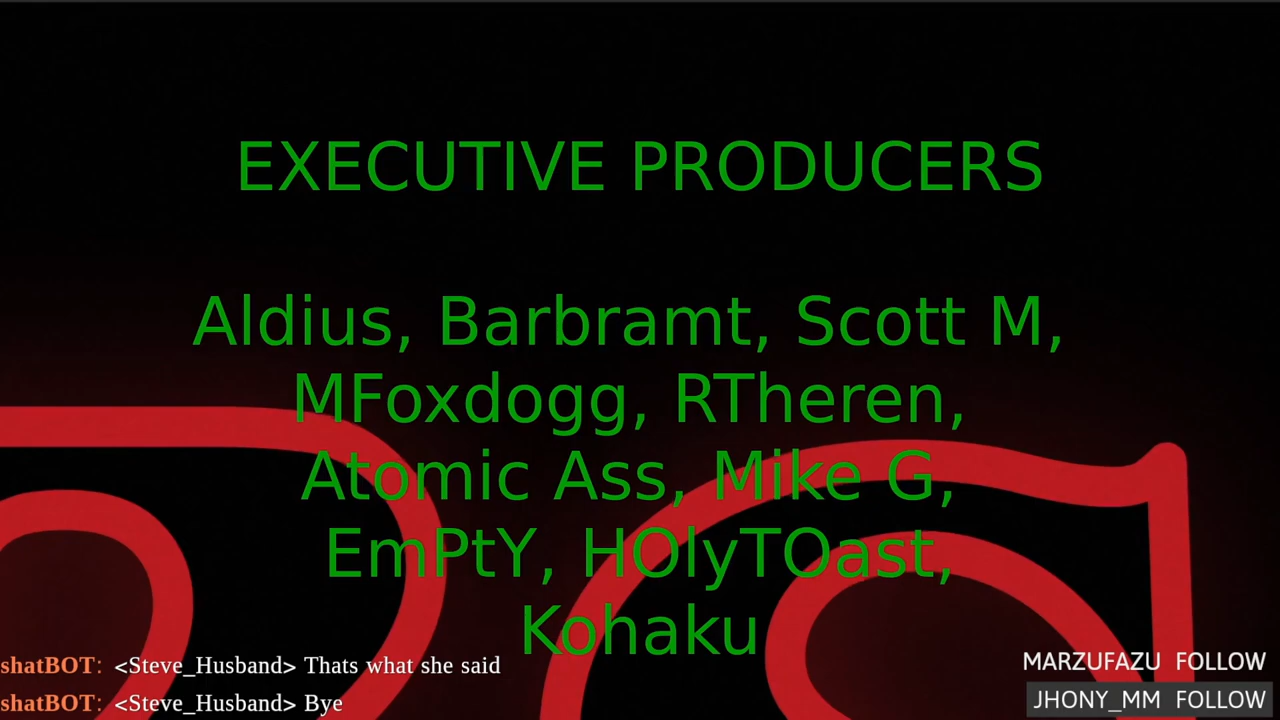 EXECUTIVE PRODUCERS
Aldius, Barbramt, Scott M,
MFoxdogg, RTheren,
Atomic Ass, Mike G,
EmPtY, HOlyTOast,
Kohaku
shatBOT: <Steve_Husband> Thats what she said
shatBOT: <Steve_Husband> Bye
MARZUFAZU FOLLOW
JHONY_MM FOLLOW